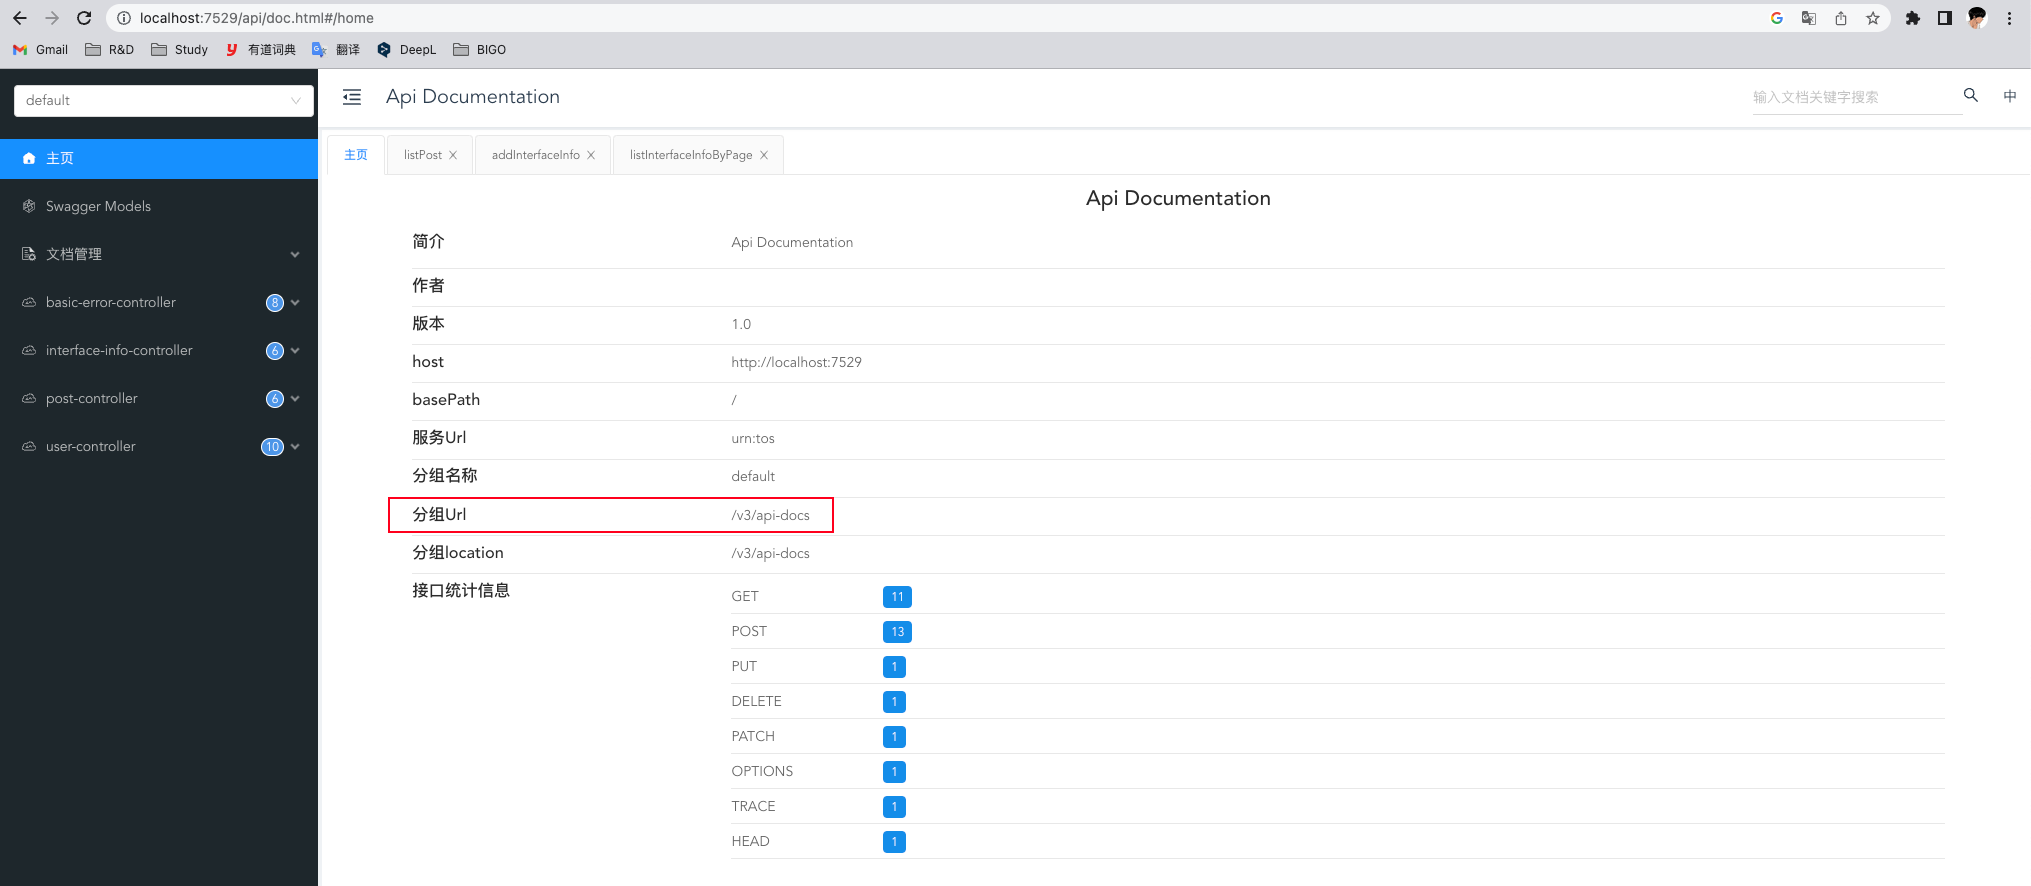 localhost:7529/api/doc.html#/home
Gmail R&D Study 有道词典 翻译 DeepL BIGO
default
Api Documentation
输入文档关键字搜索
中
主页
Swagger Models
文档管理
basic-error-controller 8
interface-info-controller 6
post-controller 6
user-controller 10
主页 listPost addInterfaceInfo listInterfaceInfoByPage
Api Documentation
简介 Api Documentation
作者
版本 1.0
host http://localhost:7529
basePath /
服务Url urn:tos
分组名称 default
分组Url /v3/api-docs
分组location /v3/api-docs
接口统计信息
GET 11
POST 13
PUT 1
DELETE 1
PATCH 1
OPTIONS 1
TRACE 1
HEAD 1